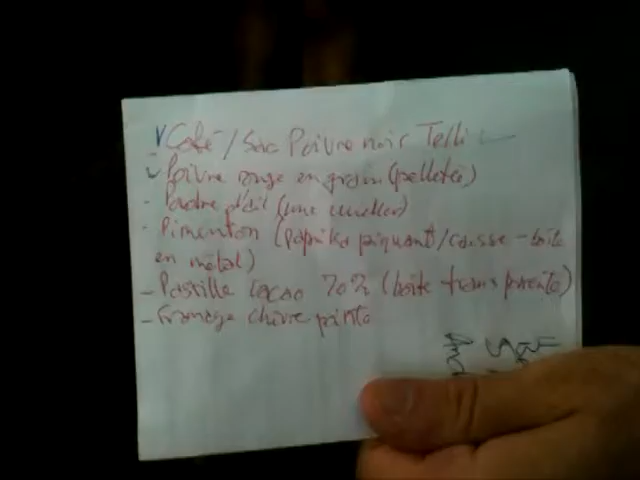 Café / Sac Poivre noir Telli
Poivre rouge en grain (pelletée)
- Poudre d'ail (une cuillère)
- Pimenton (paprika piquant / caisse - boîte
en métal)
- Pastille cacao 70% (boîte transparente)
- Fromage chèvre pinto